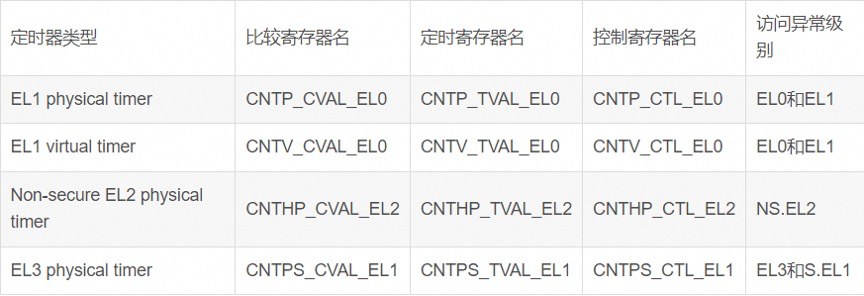 定时器类型 比较寄存器名 定时寄存器名 控制寄存器名 访问异常级
别
EL1 physical timer CNTP_CVAL_EL0 CNTP_TVAL_EL0 CNTP_CTL_EL0 EL0和EL1
EL1 virtual timer CNTV_CVAL_EL0 CNTV_TVAL_EL0 CNTV_CTL_EL0 EL0和EL1
Non-secure EL2 physical
timer CNTHP_CVAL_EL2 CNTHP_TVAL_EL2 CNTHP_CTL_EL2 NS.EL2
EL3 physical timer CNTPS_CVAL_EL1 CNTPS_TVAL_EL1 CNTPS_CTL_EL1 EL3和S.EL1